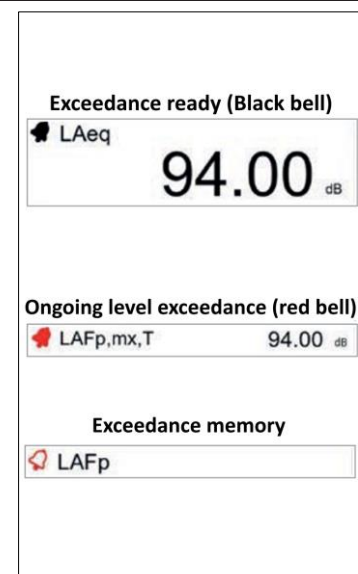 Exceedance ready (Black bell)
LAeq
94.00 dB
Ongoing level exceedance (red bell)
LAFp,mx,T 94.00 dB
Exceedance memory
LAFp